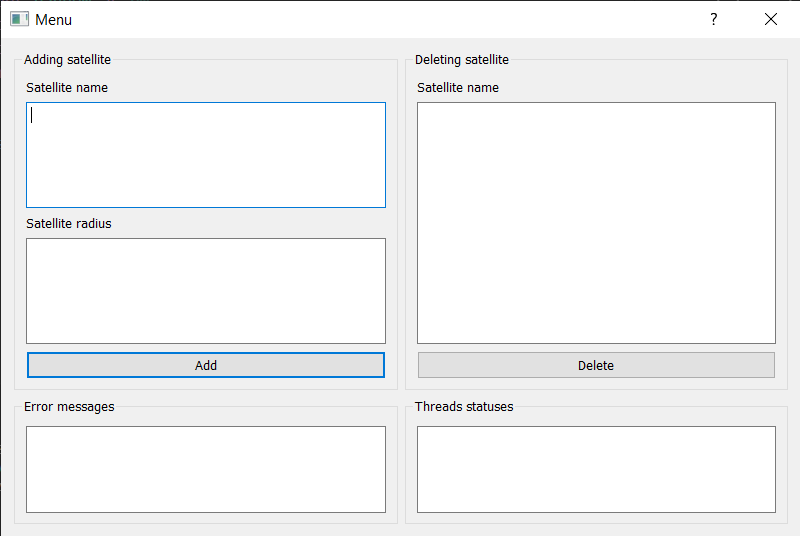 Menu
?
Adding satellite
Satellite name
Satellite radius
Add
Deleting satellite
Satellite name
Delete
Error messages
Threads statuses